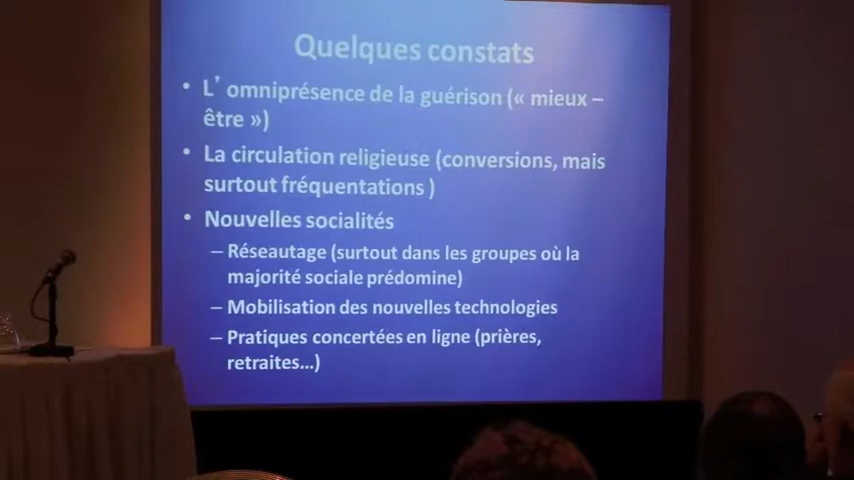 Quelques constats
• L'omniprésence de la guérison (« mieux –
être »)
• La circulation religieuse (conversions, mais
surtout fréquentations)
• Nouvelles socialités
– Réseautage (surtout dans les groupes où la
majorité sociale prédomine)
– Mobilisation des nouvelles technologies
– Pratiques concertées en ligne (prières,
retraites...)